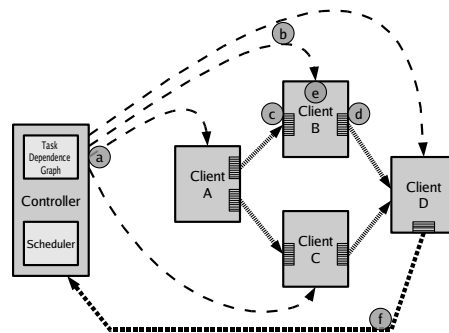 b
e
c
Client
B
d
a
Task
Dependence
Graph
Controller
Scheduler
Client
A
Client
D
Client
C
f